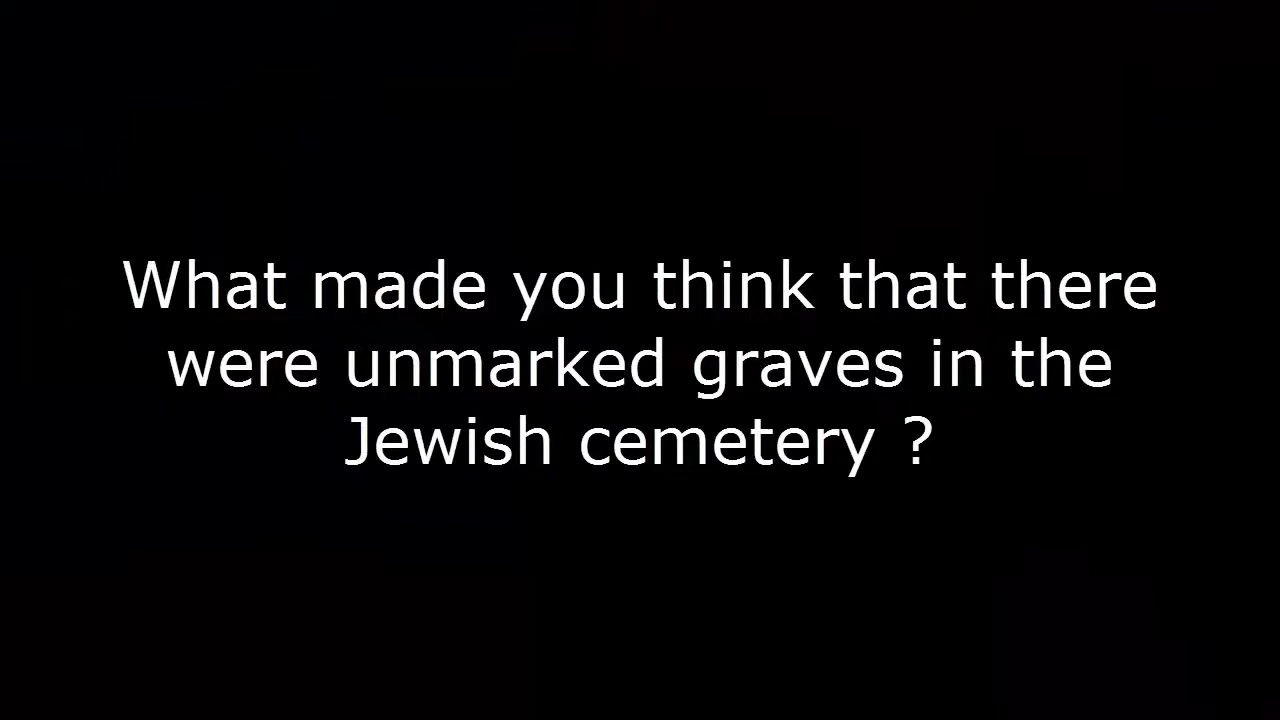 What made you think that there
were unmarked graves in the
Jewish cemetery ?